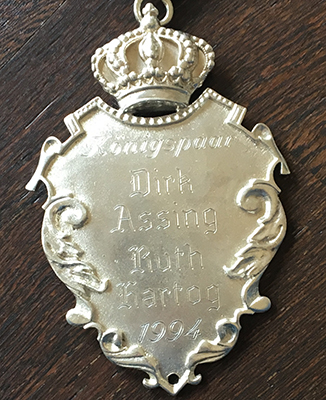 Königspaar
Dirk
Assing
Ruth
Hartog
1994